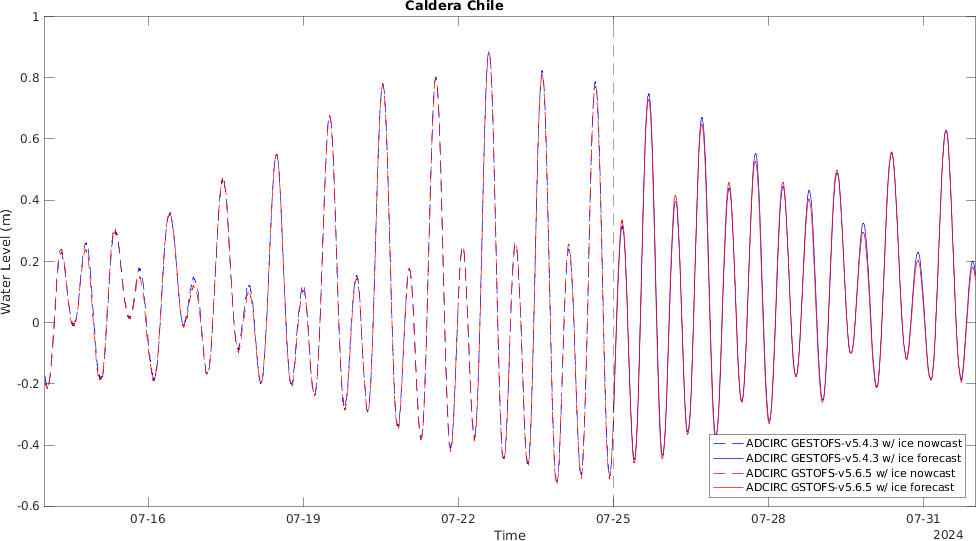 Caldera Chile
1
0.8
0.6
0.4
0.2
0
-0.2
-0.4
-0.6
Water Level (m)
ADCIRC GESTOFS-v5.4.3 w/ ice nowcast
ADCIRC GESTOFS-v5.4.3 w/ ice forecast
ADCIRC GSTOFS-v5.6.5 w/ ice nowcast
ADCIRC GSTOFS-v5.6.5 w/ ice forecast
07-16 07-19 07-22 07-25 07-28 07-31
Time
2024